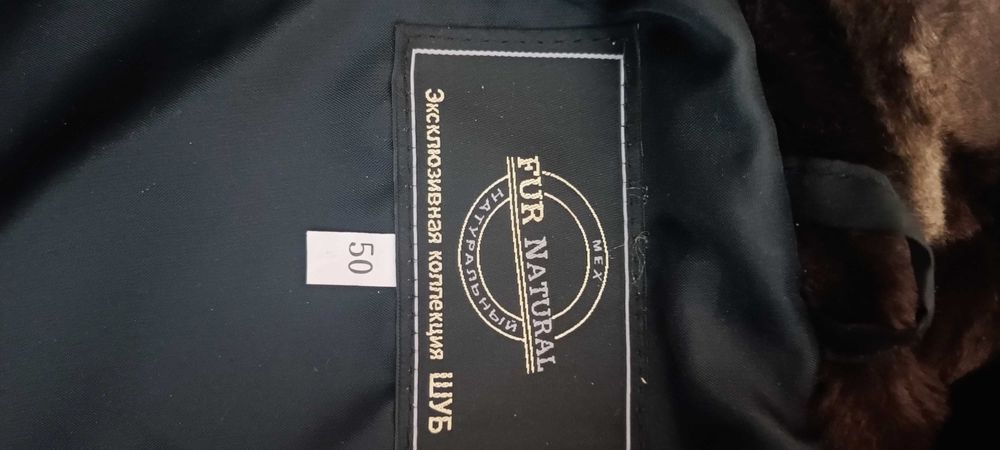 МЕХ
FUR NATURAL
НАТУРАЛЬНЫЙ
Эксклюзивная коллекция ШУБ
50